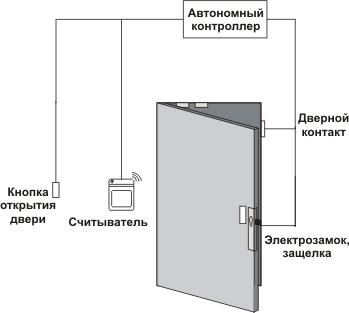 Автономный
контроллер
Дверной
контакт
Кнопка
открытия
двери
Считыватель
Электрозамок,
защелка